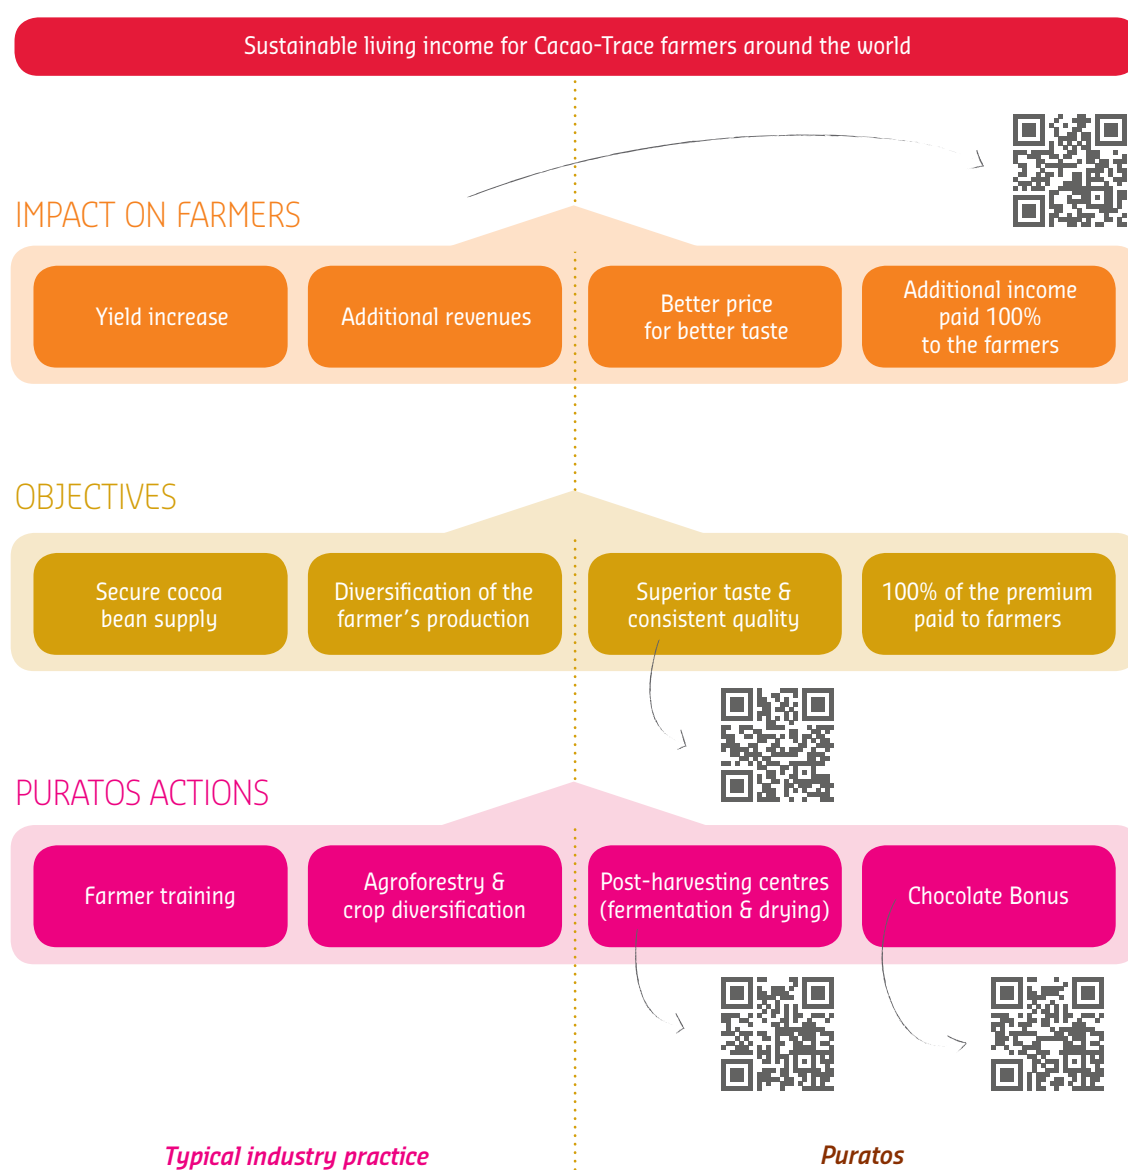 Sustainable living income for Cacao-Trace farmers around the world
IMPACT ON FARMERS
Yield increase
Additional revenues
Better price
for better taste
Additional income
paid 100%
to the farmers
OBJECTIVES
Secure cocoa
bean supply
Diversification of the
farmer's production
Superior taste &
consistent quality
100% of the premium
paid to farmers
PURATOS ACTIONS
Farmer training
Agroforestry &
crop diversification
Post-harvesting centres
(fermentation & drying)
Chocolate Bonus
Typical industry practice
Puratos